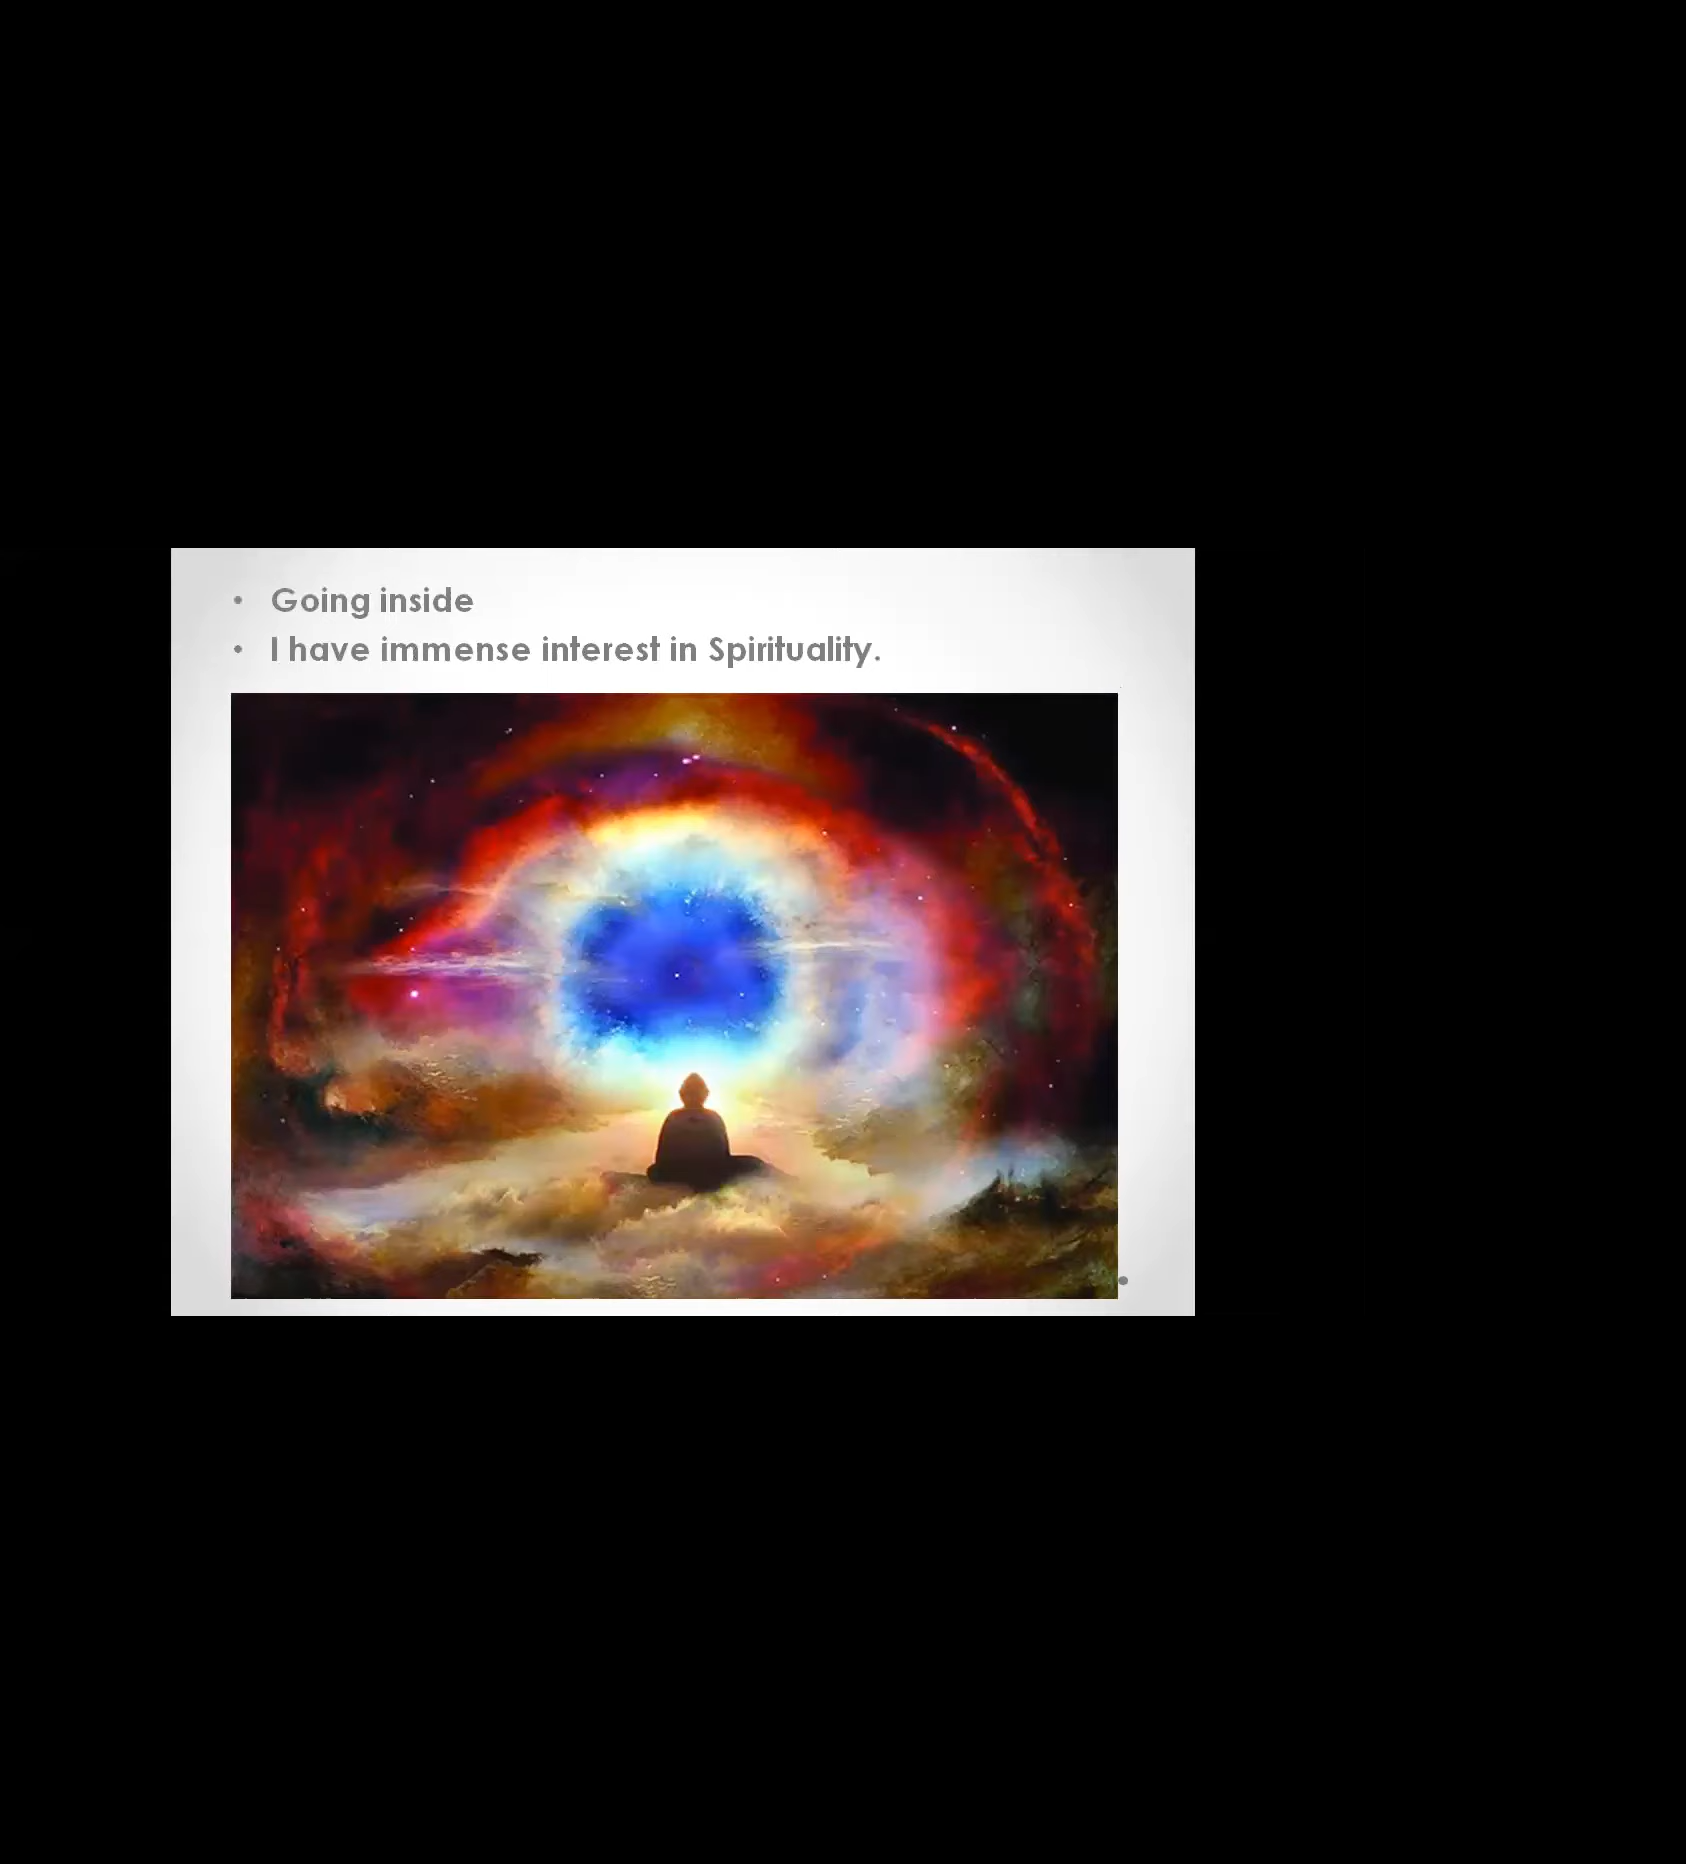 • Going inside
• I have immense interest in Spirituality.